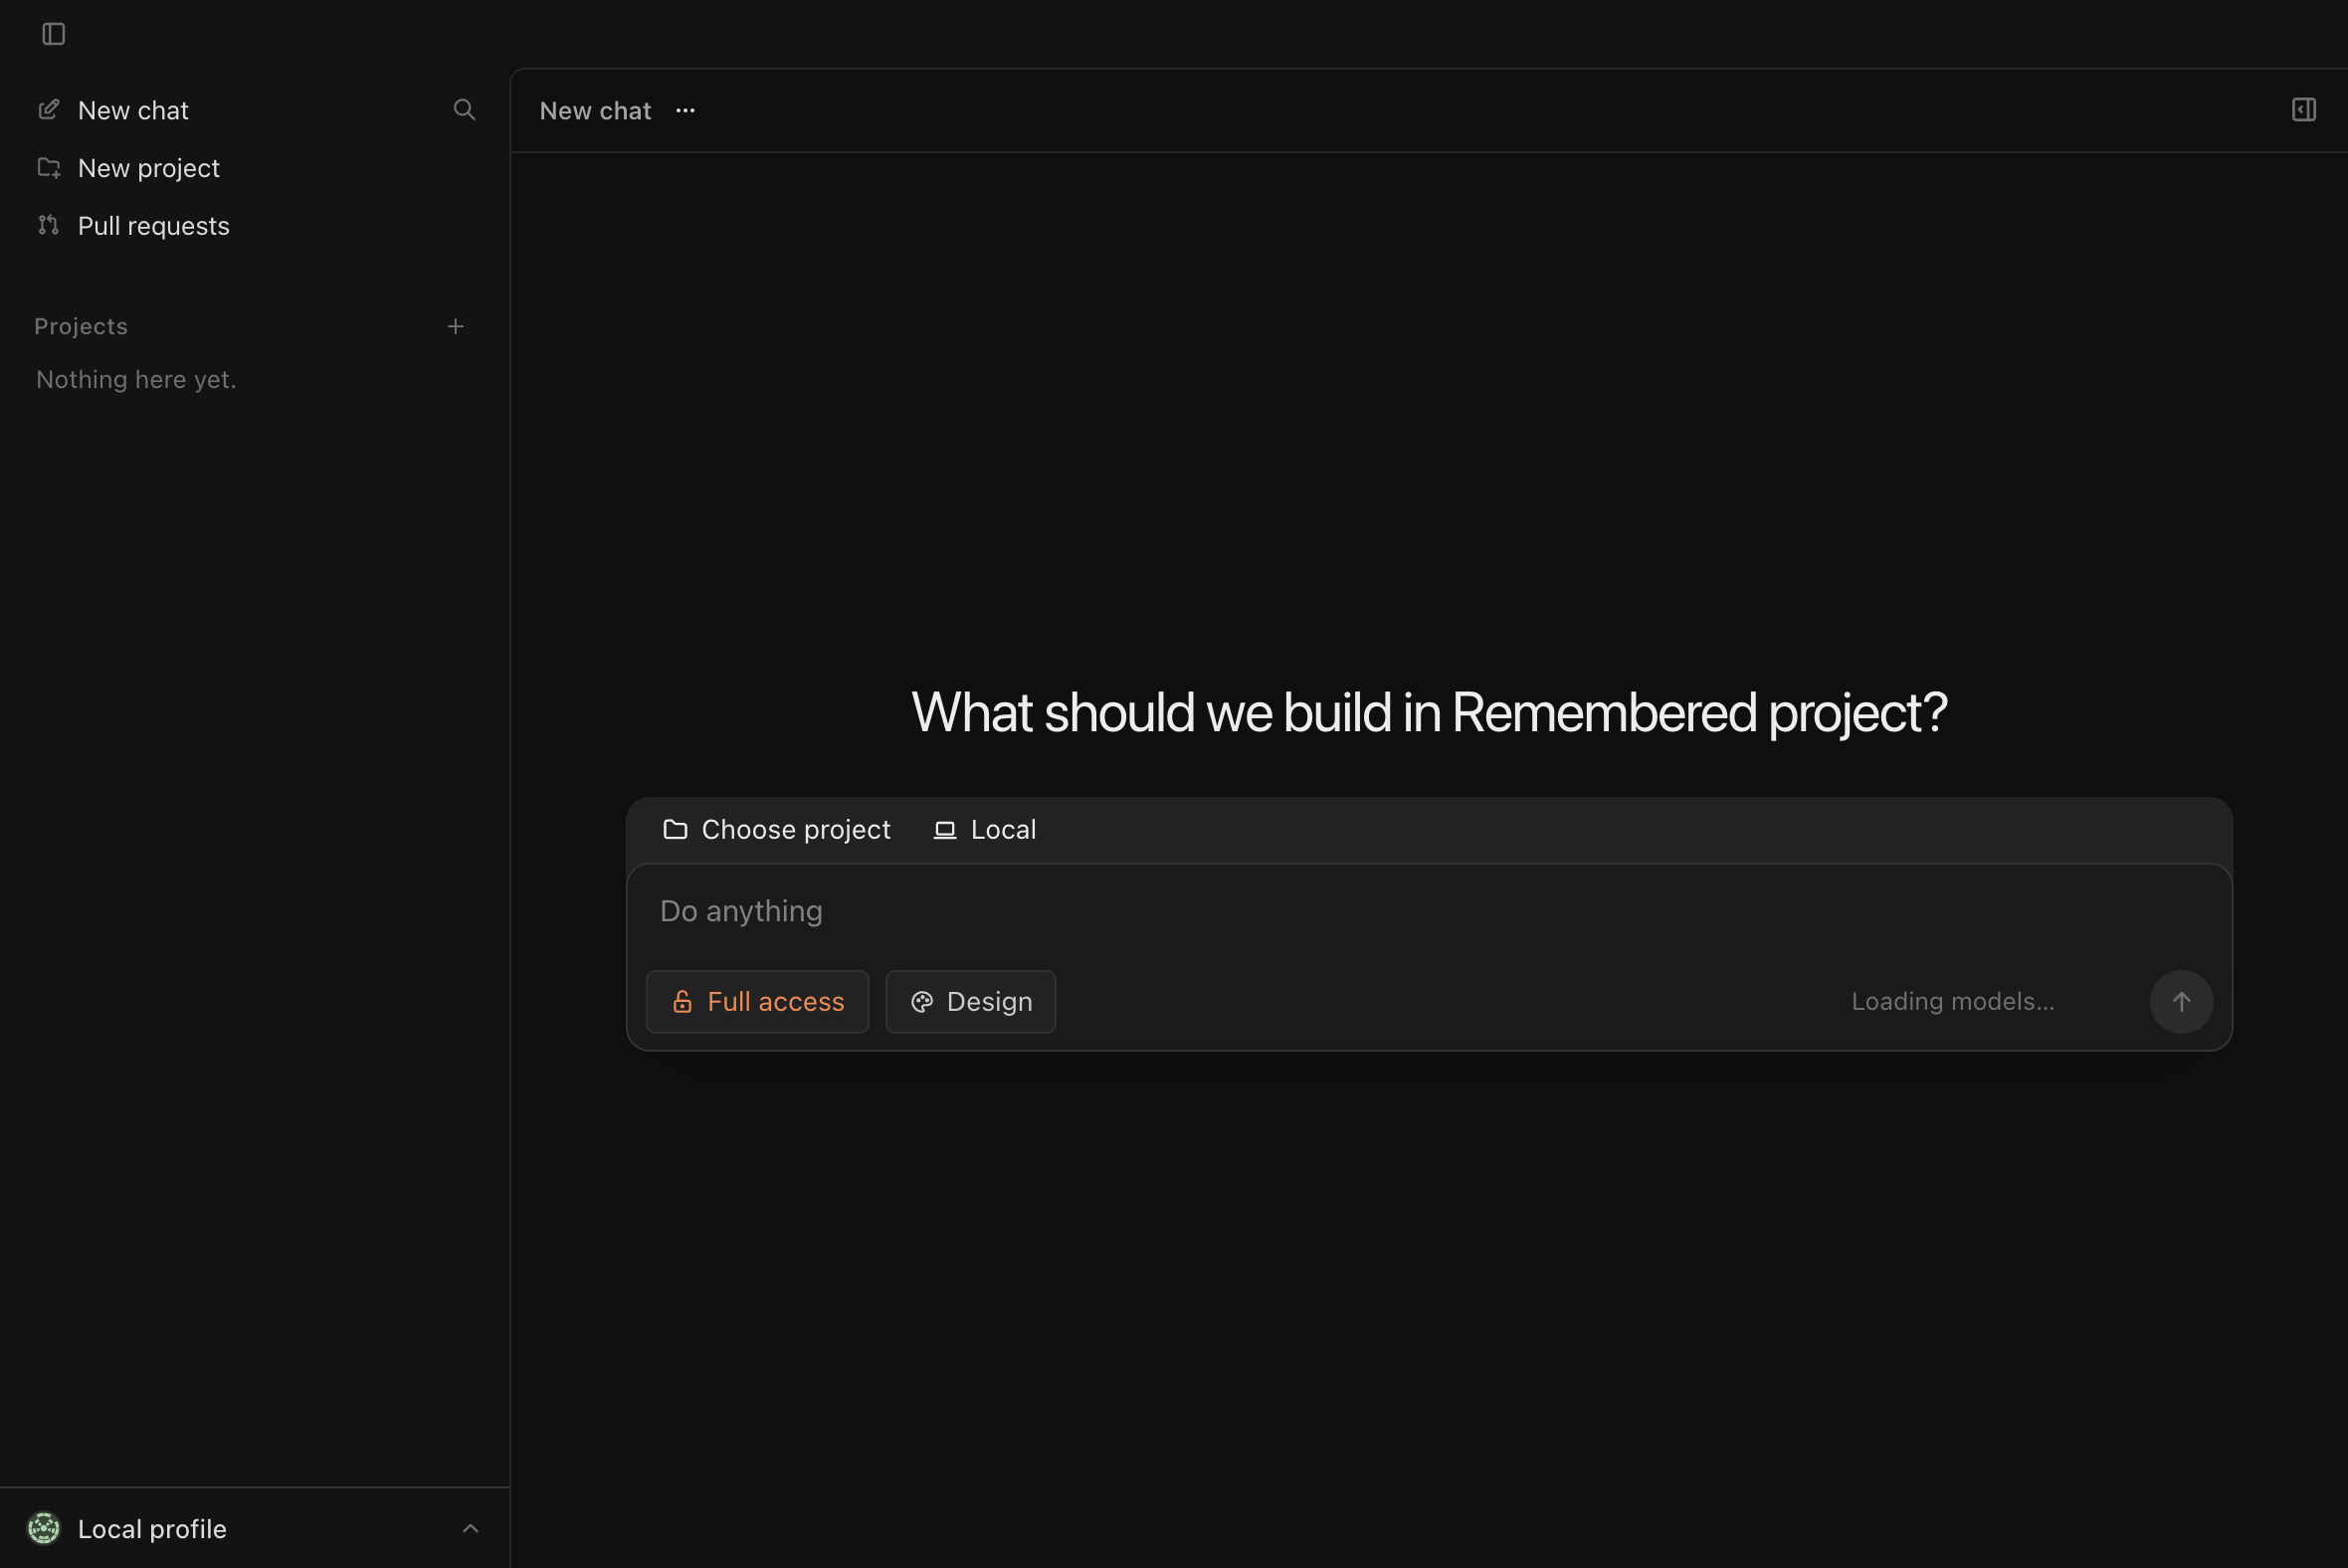 New chat
New project
Pull requests
Projects
Nothing here yet.
Local profile
New chat
What should we build in Remembered project?
Choose project
Local
Do anything
Full access
Design
Loading models...